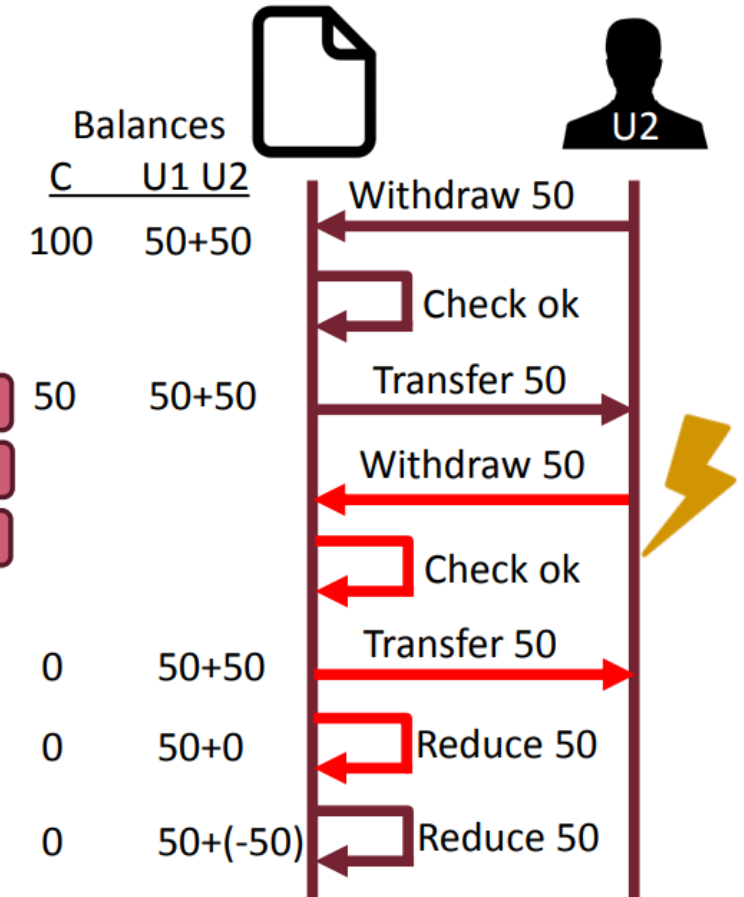 U2
Balances
C U1 U2
Withdraw 50
100 50+50
Check ok
Transfer 50
50 50+50
Withdraw 50
Check ok
Transfer 50
0 50+50
0 50+0 Reduce 50
0 50+(-50) Reduce 50